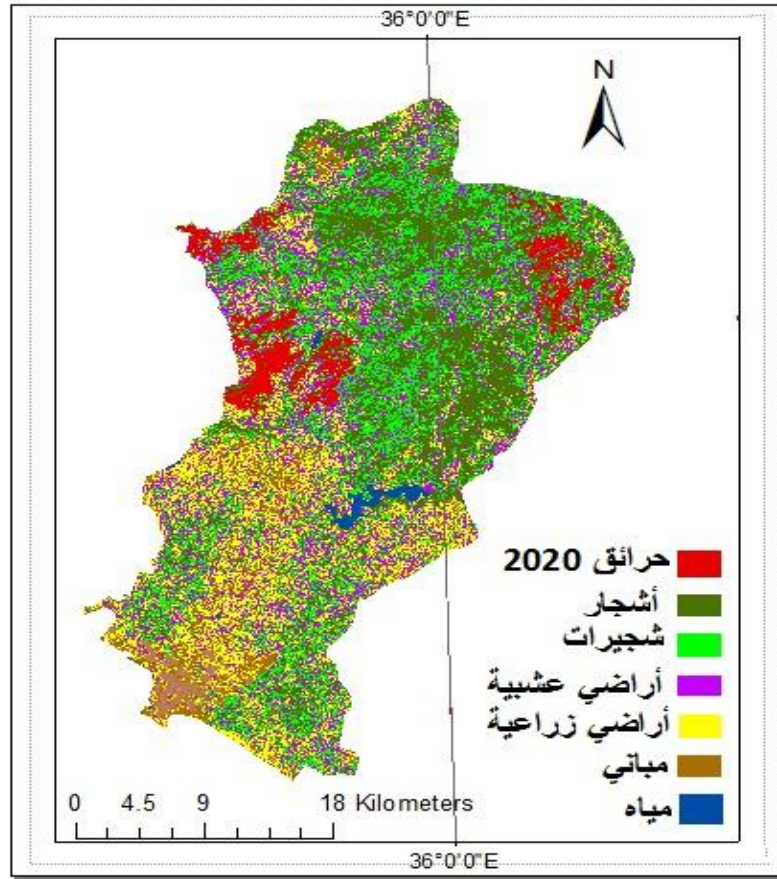 36°0'0"E
N
حرائق 2020
أشجار
شجيرات
أراضي عشبية
أراضي زراعية
مباني
مياه
0 4.5 9 18 Kilometers
36°0'0"E